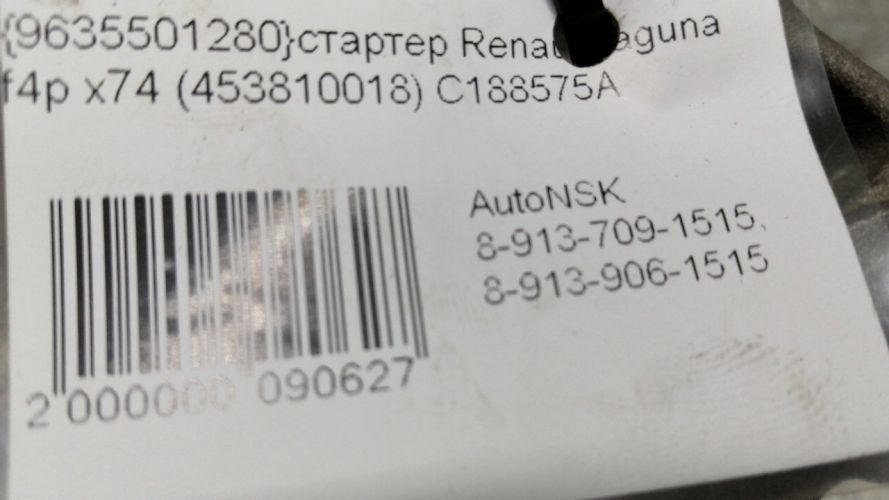 {9635501280}стартер Renau aguna
f4p x74 (453810018) C188575A
AutoNSK
8-913-709-1515,
8-913-906-1515
2 000000 090627